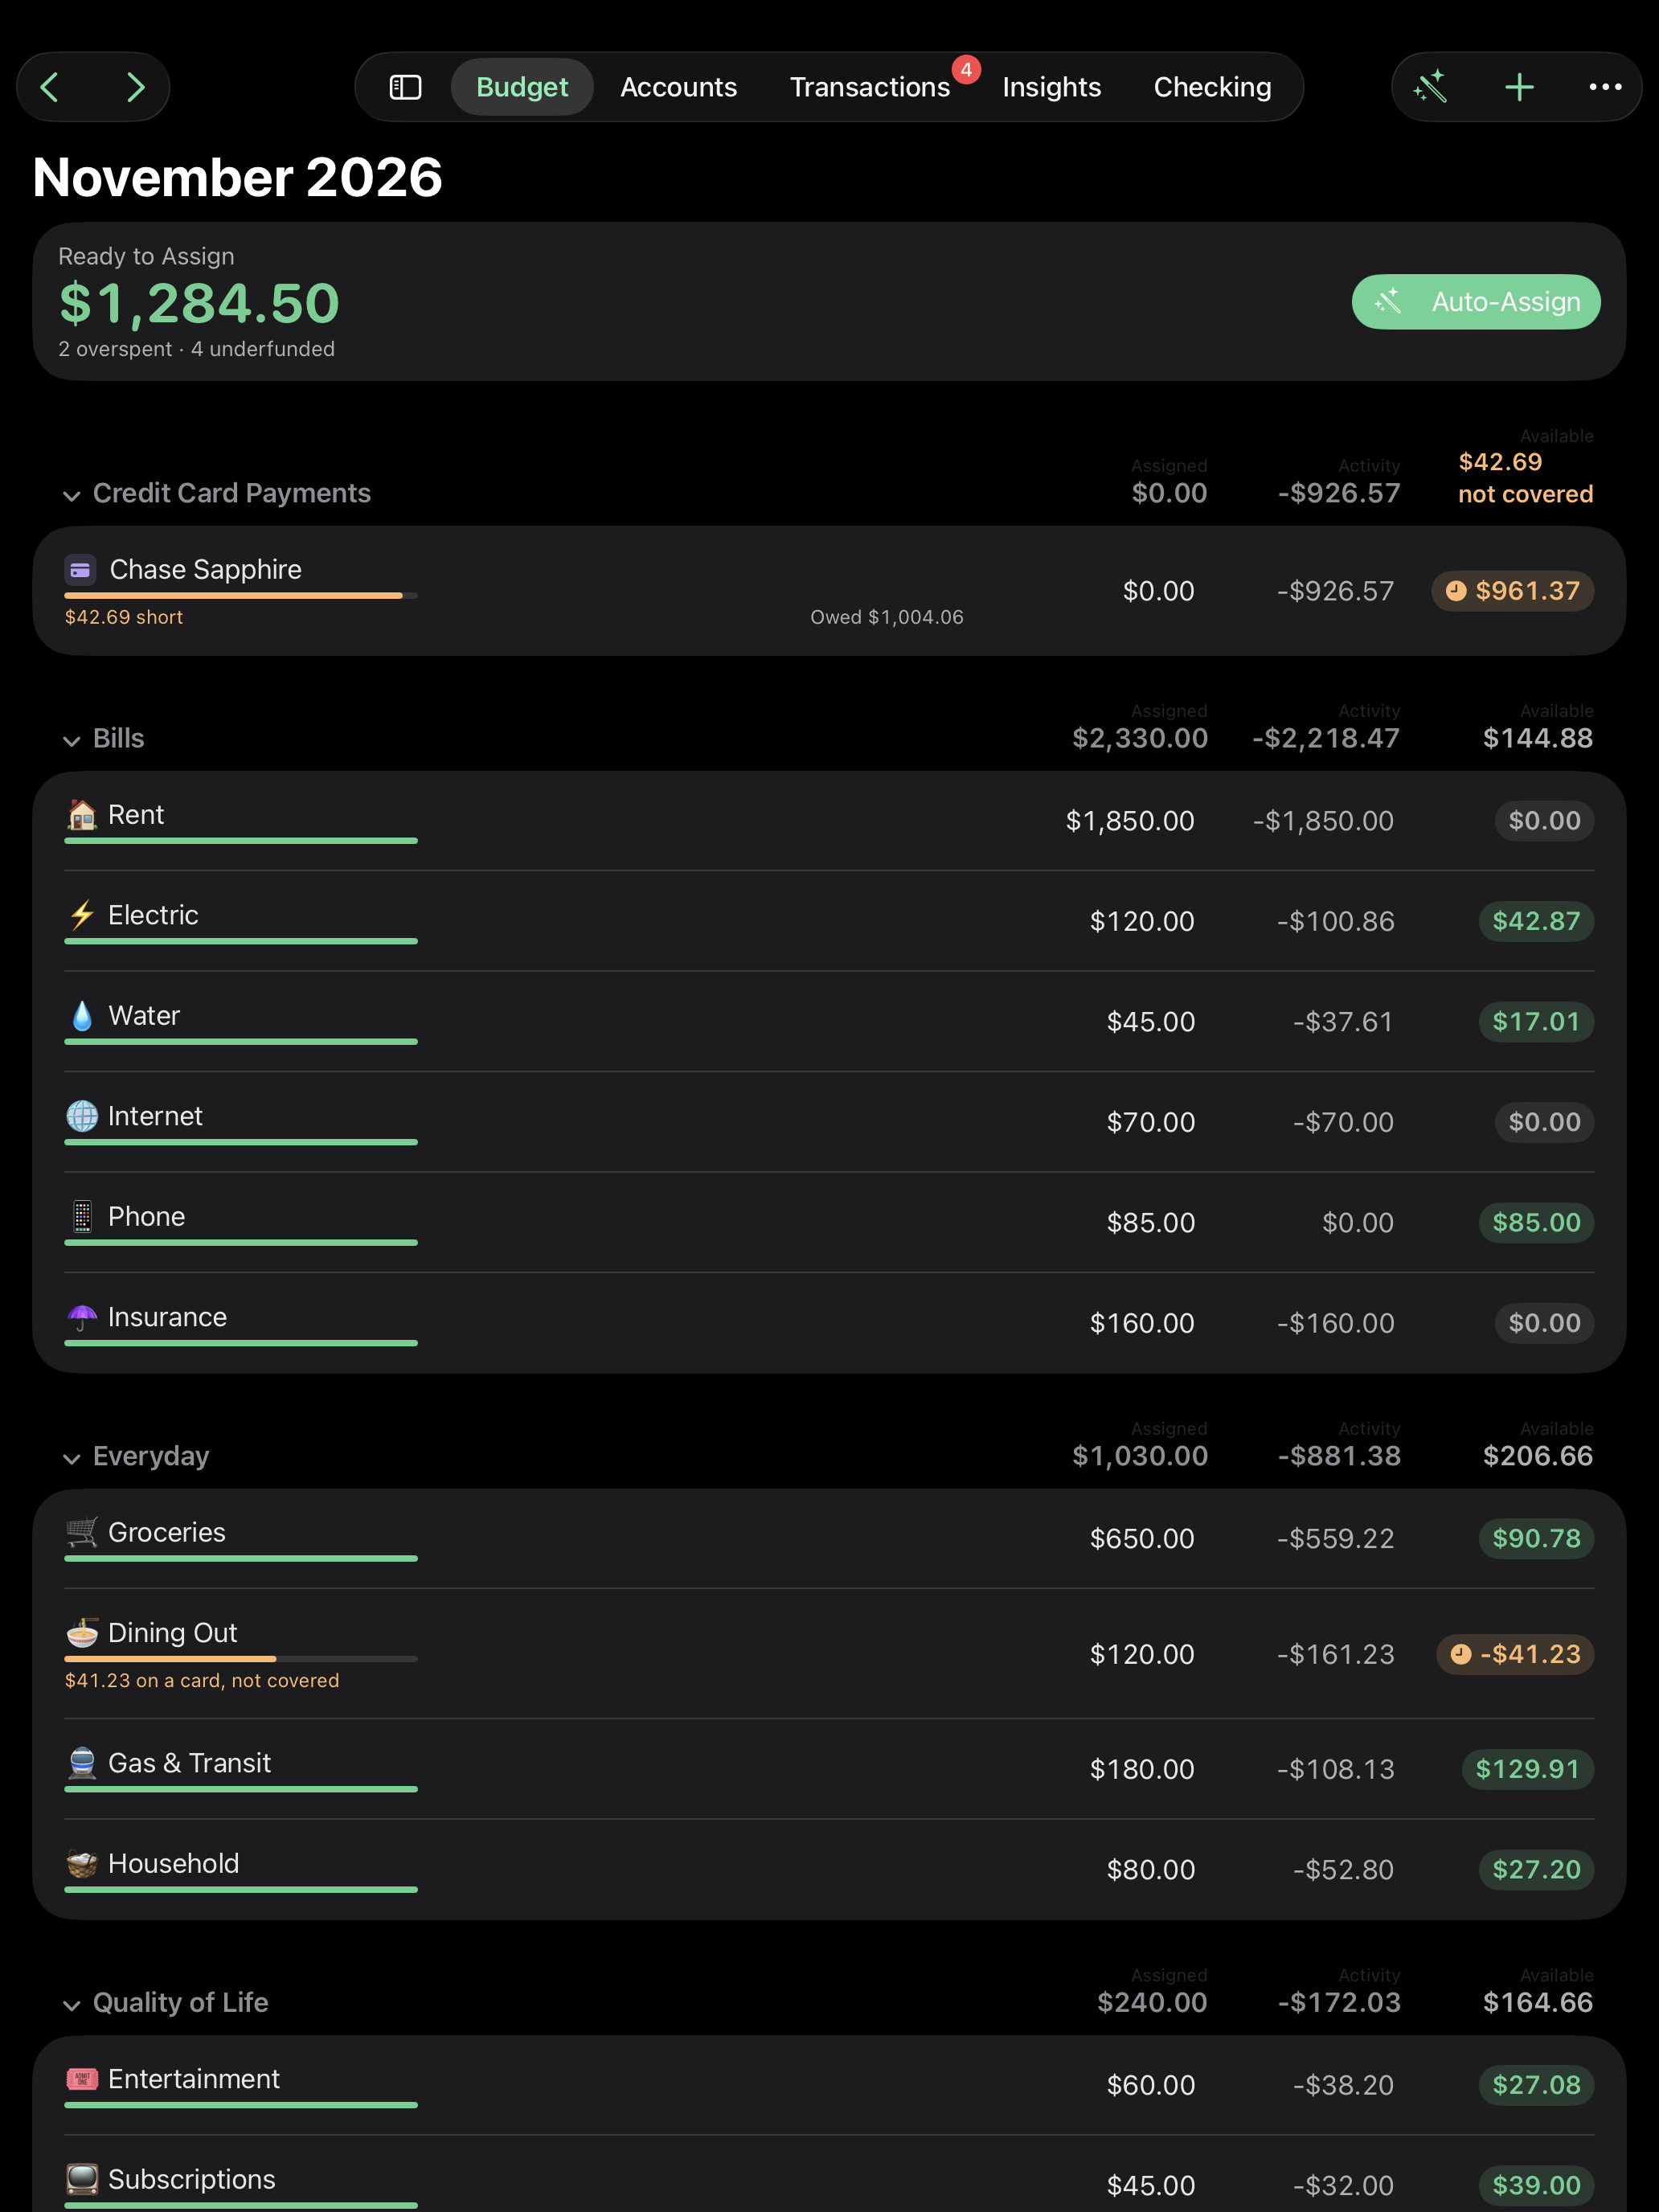 Budget Accounts Transactions 4 Insights Checking
November 2026
Ready to Assign
$1,284.50
Auto-Assign
2 overspent · 4 underfunded
Credit Card Payments
Assigned
$0.00
Activity
-$926.57
Available
$42.69
not covered
Chase Sapphire
$42.69 short
Owed $1,004.06
$0.00 -$926.57 $961.37
Bills
Assigned
$2,330.00
Activity
-$2,218.47
Available
$144.88
Rent $1,850.00 -$1,850.00 $0.00
Electric $120.00 -$100.86 $42.87
Water $45.00 -$37.61 $17.01
Internet $70.00 -$70.00 $0.00
Phone $85.00 $0.00 $85.00
Insurance $160.00 -$160.00 $0.00
Everyday
Assigned
$1,030.00
Activity
-$881.38
Available
$206.66
Groceries $650.00 -$559.22 $90.78
Dining Out $120.00 -$161.23 -$41.23
$41.23 on a card, not covered
Gas & Transit $180.00 -$108.13 $129.91
Household $80.00 -$52.80 $27.20
Quality of Life
Assigned
$240.00
Activity
-$172.03
Available
$164.66
ADMIT ONE
Entertainment $60.00 -$38.20 $27.08
Subscriptions $45.00 -$32.00 $39.00